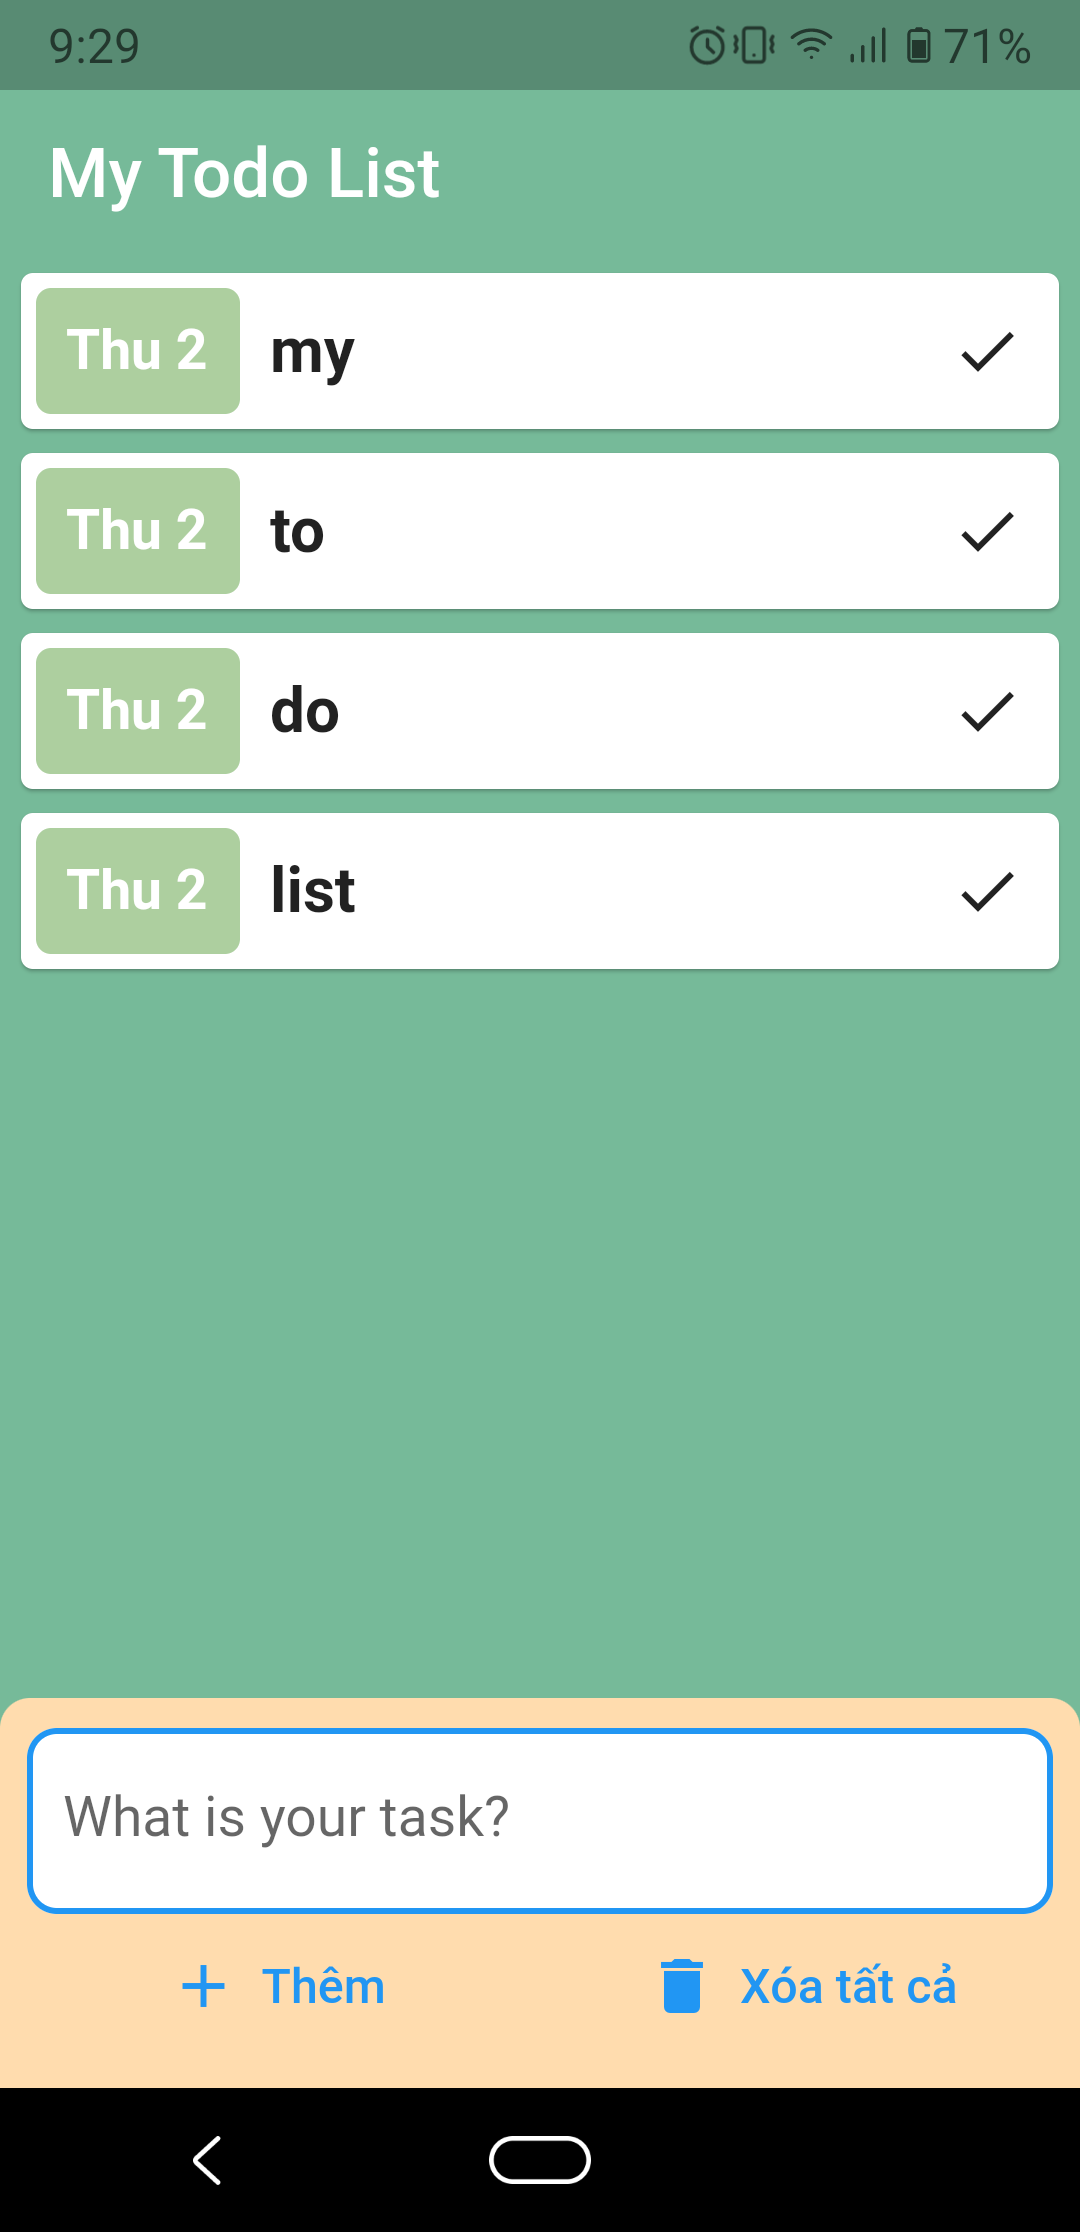 9:29 71%
My Todo List
Thu 2 my
Thu 2 to
Thu 2 do
Thu 2 list
What is your task?
Thêm Xóa tất cả